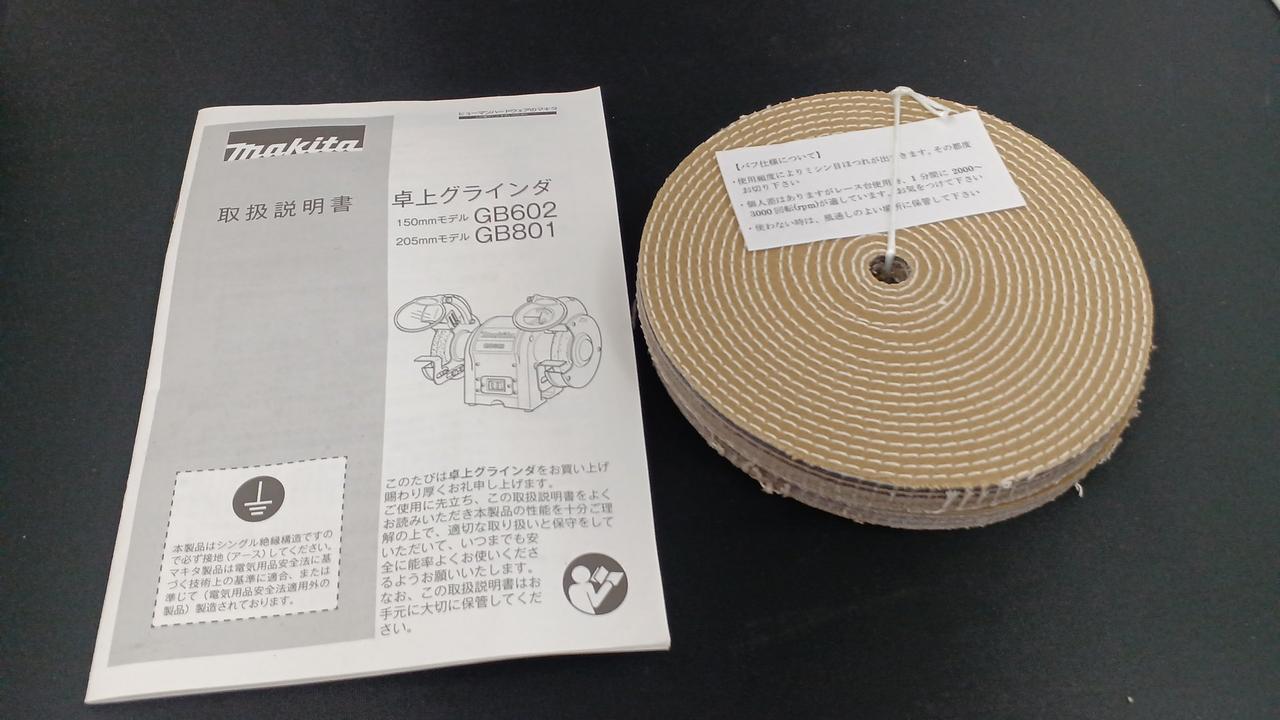 ヒューマンハードウェアのマキタ
makita
取扱説明書
卓上グラインダ
150mmモデル GB602
205mmモデル GB801
本製品はシングル絶縁構造ですの
で必ず接地（アース）してください。
マキタ製品は電気用品安全法に基
づく技術上の基準に適合、または
準じて（電気用品安全法適用外の
製品）製造されております。
このたびは卓上グラインダをお買い上げ
賜わり厚くお礼申し上げます。
ご使用に先立ち、この取扱説明書をよく
お読みいただき本製品の性能を十分ご理
解の上で、適切な取り扱いと保守をして
いただいて、いつまでも安
全に能率よくお使いくださ
るようお願いいたします。
なお、この取扱説明書はお
手元に大切に保管してくだ
さい。
【バフ仕様について】
・使用頻度によりミシン目ほつれが出きます。その都度
お切り下さい
・個人差はありますがレース台使用、1分間に 2000～
3000回転(rpm)が適しています。お気をつけて下さい
・使わない時は、風通しのよい場所に保管して下さい